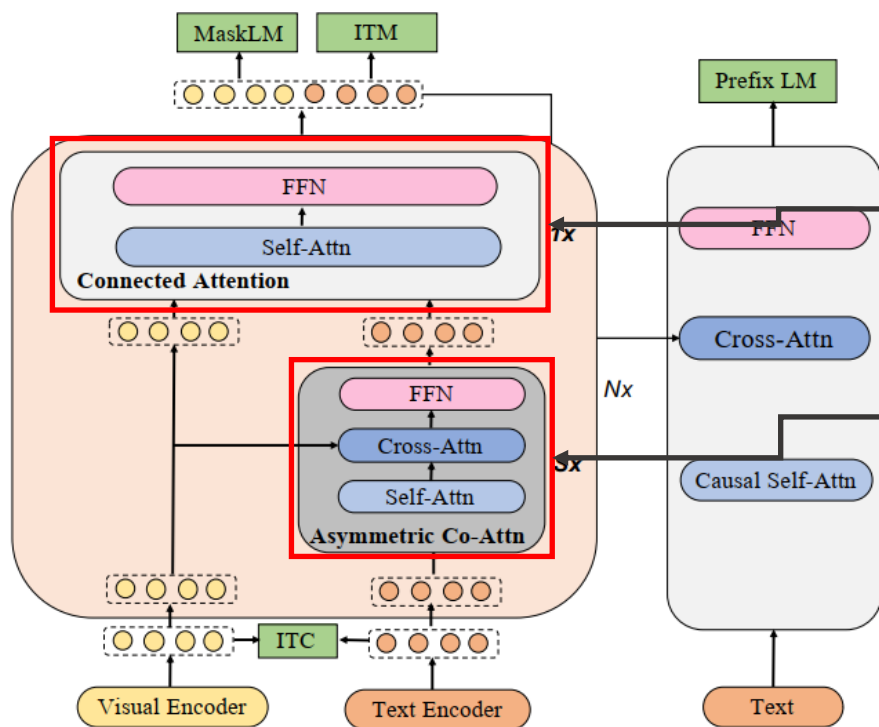 MaskLM
ITM
Prefix LM
FFN
Self-Attn
Connected Attention
1x
FFN
Cross-Attn
Nx
FFN
Cross-Attn
Self-Attn
Asymmetric Co-Attn
Causal Self-Attn
ITC
Visual Encoder
Text Encoder
Text